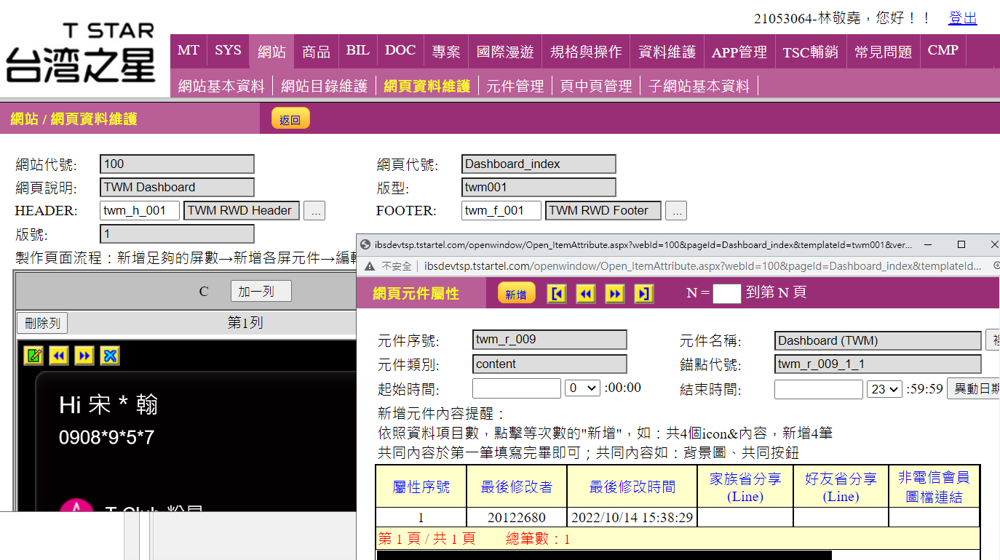 21053064-林敬堯，您好！！ 登出
T STAR
台湾之星
MT SYS 網站 商品 BIL DOC 專案 國際漫遊 規格與操作 資料維護 APP管理 TSC輔銷 常見問題 CMP
網站基本資料 網站目錄維護 網頁資料維護 元件管理 頁中頁管理 子網站基本資料
網站 / 網頁資料維護 返回
網站代號: 100 網頁代號: Dashboard_index
網頁說明: TWM Dashboard 版型: twm001
HEADER: twm_h_001 TWM RWD Header ... FOOTER: twm_f_001 TWM RWD Footer ...
版號: 1
製作頁面流程：新增足夠的屏數→新增各屏元件→編輯
C 加一列
刪除列 第1列
Hi 宋 * 翰
0908*9*5*7
T Club 粉星
ibsdevtsp.tstartel.com/openwindow/Open_ItemAttribute.aspx?webId=100&pageId=Dashboard_index&templateId=twm001&ver...
不安全 ibsdevtsp.tstartel.com/openwindow/Open_ItemAttribute.aspx?webId=100&pageId=Dashboard_index&templateId...
網頁元件屬性 新增 N = 到第 N 頁
元件序號: twm_r_009 元件名稱: Dashboard (TWM)
元件類別: content 錨點代號: twm_r_009_1_1
起始時間: 0 :00:00 結束時間: 23 :59:59 異動日期
新增元件內容提醒：
依照資料項目數，點擊等次數的"新增"，如：共4個icon&內容，新增4筆
共同內容於第一筆填寫完畢即可；共同內容如：背景圖、共同按鈕
屬性序號 最後修改者 最後修改時間 家族省分享 (Line) 好友省分享 (Line) 非電信會員 圖檔連結
1 20122680 2022/10/14 15:38:29
第 1 頁 / 共 1 頁 總筆數：1